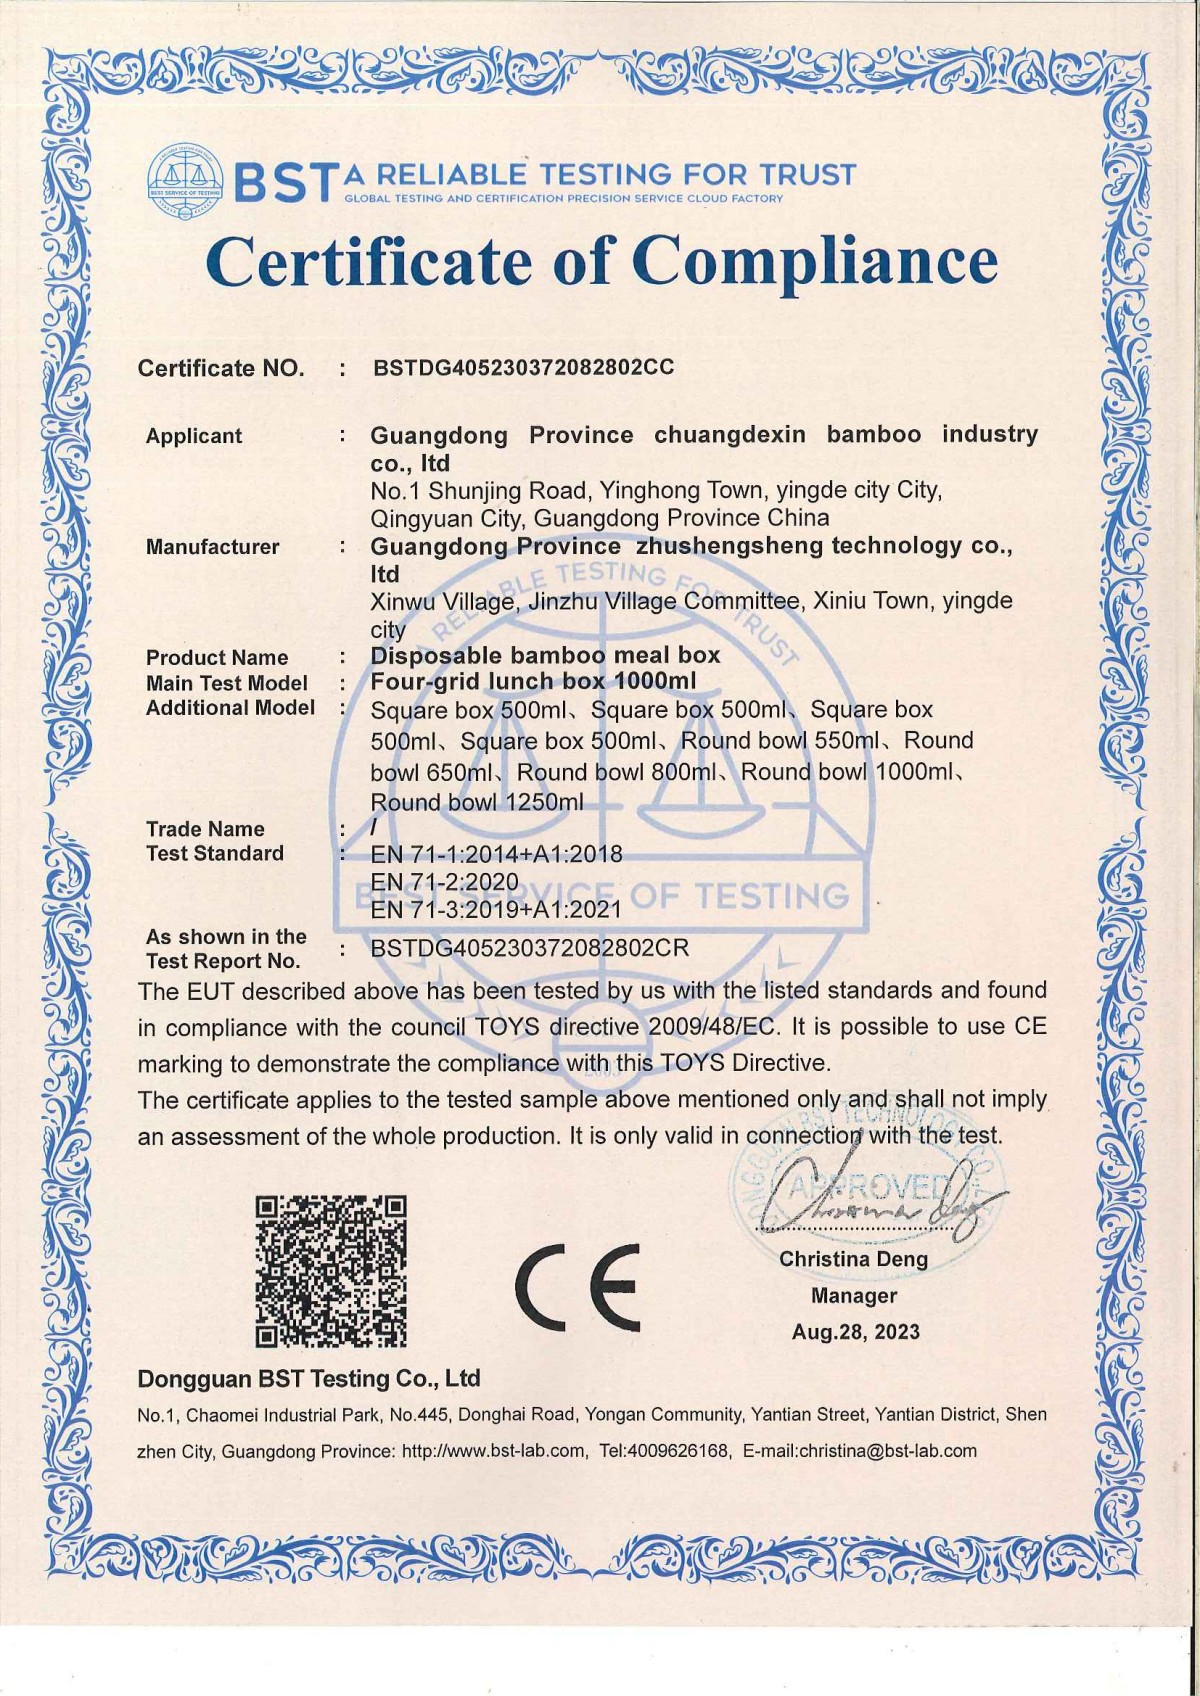 BEST SERVICE OF TESTING
BST A RELIABLE TESTING FOR TRUST
GLOBAL TESTING AND CERTIFICATION PRECISION SERVICE CLOUD FACTORY
Certificate of Compliance
Certificate NO. : BSTDG405230372082802CC
Applicant : Guangdong Province chuangdexin bamboo industry
co., ltd
No.1 Shunjing Road, Yinghong Town, yingde city City,
Qingyuan City, Guangdong Province China
Manufacturer : Guangdong Province zhushengsheng technology co.,
ltd
A RELIABLE TESTING FOR TRUST
Xinwu Village, Jinzhu Village Committee, Xiniu Town, yingde
city
Product Name : Disposable bamboo meal box
Main Test Model : Four-grid lunch box 1000ml
Additional Model : Square box 500ml、Square box 500ml、Square box
500ml、Square box 500ml、Round bowl 550ml、Round
bowl 650ml、Round bowl 800ml、Round bowl 1000ml、
Round bowl 1250ml
Trade Name : /
Test Standard : EN 71-1:2014+A1:2018
EN 71-2:2020
BEST SERVICE OF TESTING
EN 71-3:2019+A1:2021
As shown in the
Test Report No. : BSTDG405230372082802CR
The EUT described above has been tested by us with the listed standards and found
in compliance with the council TOYS directive 2009/48/EC. It is possible to use CE
marking to demonstrate the compliance with this TOYS Directive.
The certificate applies to the tested sample above mentioned only and shall not imply
an assessment of the whole production. It is only valid in connection with the test.
APPROVED
CE
Christina Deng
Manager
Aug.28, 2023
Dongguan BST Testing Co., Ltd
No.1, Chaomei Industrial Park, No.445, Donghai Road, Yongan Community, Yantian Street, Yantian District, Shen
zhen City, Guangdong Province: http://www.bst-lab.com, Tel:4009626168, E-mail:christina@bst-lab.com